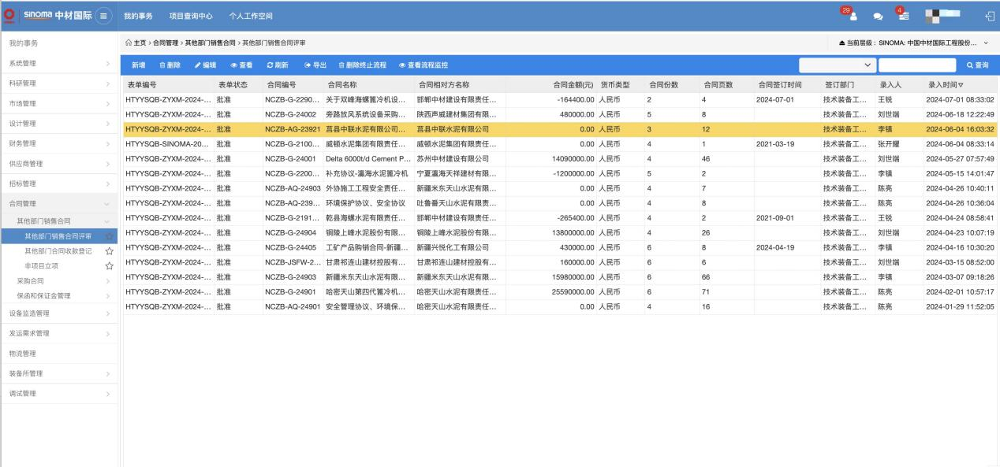 sinoma 中材国际 我的事务 项目查询中心 个人工作空间 29 4
主页 › 合同管理 › 其他部门销售合同 › 其他部门销售合同评审 当前层级： SINOMA: 中国中材国际工程股份...
新增 删除 编辑 查看 刷新 导出 删除终止流程 查看流程监控 查询
我的事务
系统管理
科研管理
市场管理
设计管理
财务管理
供应商管理
招标管理
合同管理
其他部门销售合同
其他部门销售合同评审
其他部门合同收款登记
非项目立项
采购合同
保函和保证金管理
设备监造管理
发运需求管理
物流管理
装备所管理
调试管理
表单编号 表单状态 合同编号 合同名称 合同相对方名称 合同金额(元) 货币类型 合同份数 合同页数 合同签订时间 签订部门 录入人 录入时间
HTYYSQB-ZYXM-2024-... 批准 NCZB-G-2290... 关于双峰海螺篦冷机设... 邯郸中材建设有限责任... -164400.00 人民币 2 4 2024-07-01 技术装备工... 王锐 2024-07-01 08:33:02
HTYYSQB-ZYXM-2024-... 批准 NCZB-G-24002 旁路放风系统设备采购... 陕西声威建材集团有限... 480000.00 人民币 5 8 技术装备工... 刘世端 2024-06-18 12:22:49
HTYYSQB-ZYXM-2024-... 批准 NCZB-AG-23921 莒县中联水泥有限公司... 莒县中联水泥有限公司 0.00 人民币 3 12 技术装备工... 李镇 2024-06-04 16:03:32
HTYYSQB-SINOMA-20... 批准 NCZB-G-2100... 威顿水泥集团有限责任... 威顿水泥集团有限责任... 0.00 人民币 4 1 2021-03-19 技术装备工... 张开耀 2024-06-04 08:33:14
HTYYSQB-ZYXM-2024-... 批准 NCZB-G-24001 Delta 6000t/d Cement P... 苏州中材建设有限公司 14090000.00 人民币 4 46 技术装备工... 刘世端 2024-05-27 07:57:49
HTYYSQB-ZYXM-2024-... 批准 NCZB-G-2200... 补充协议-瀛海水泥篦冷机 宁夏瀛海天祥建材有限... -1200000.00 人民币 5 2 技术装备工... 李镇 2024-05-15 14:01:47
HTYYSQB-ZYXM-2024-... 批准 NCZB-AQ-24903 外协施工工程安全责任... 新疆米东天山水泥有限... 0.00 人民币 4 7 技术装备工... 陈亮 2024-04-26 10:40:11
HTYYSQB-ZYXM-2024-... 批准 NCZB-AQ-239... 环境保护协议、安全协议 吐鲁番天山水泥有限责... 0.00 人民币 4 8 技术装备工... 陈亮 2024-04-26 10:36:04
HTYYSQB-ZYXM-2024-... 批准 NCZB-G-2191... 乾县海螺水泥有限责任... 邯郸中材建设有限责任... -265400.00 人民币 4 2 2021-09-01 技术装备工... 王锐 2024-04-24 08:58:41
HTYYSQB-ZYXM-2024-... 批准 NCZB-G-24904 铜陵上峰水泥股份有限... 铜陵上峰水泥股份有限... 13800000.00 人民币 4 26 技术装备工... 刘世端 2024-04-23 10:07:19
HTYYSQB-ZYXM-2024-... 批准 NCZB-G-24405 工矿产品购销合同-新疆... 新疆兴悦化工有限公司 430000.00 人民币 6 8 2024-04-19 技术装备工... 李镇 2024-04-16 10:30:20
HTYYSQB-ZYXM-2024-... 批准 NCZB-JSFW-2... 甘肃祁连山建材控股有... 甘肃祁连山建材控股有... 160000.00 人民币 6 6 技术装备工... 刘世端 2024-03-15 08:52:00
HTYYSQB-ZYXM-2024-... 批准 NCZB-G-24903 新疆米东天山水泥有限... 新疆米东天山水泥有限... 15980000.00 人民币 6 66 技术装备工... 李镇 2024-03-07 09:18:26
HTYYSQB-ZYXM-2024-... 批准 NCZB-G-24901 哈密天山第四代篦冷机... 哈密天山水泥有限责任... 25590000.00 人民币 6 71 技术装备工... 陈亮 2024-02-01 10:57:17
HTYYSQB-ZYXM-2024-... 批准 NCZB-AQ-24901 安全管理协议、环境保... 哈密天山水泥有限责任... 0.00 人民币 4 16 技术装备工... 陈亮 2024-01-29 11:52:05